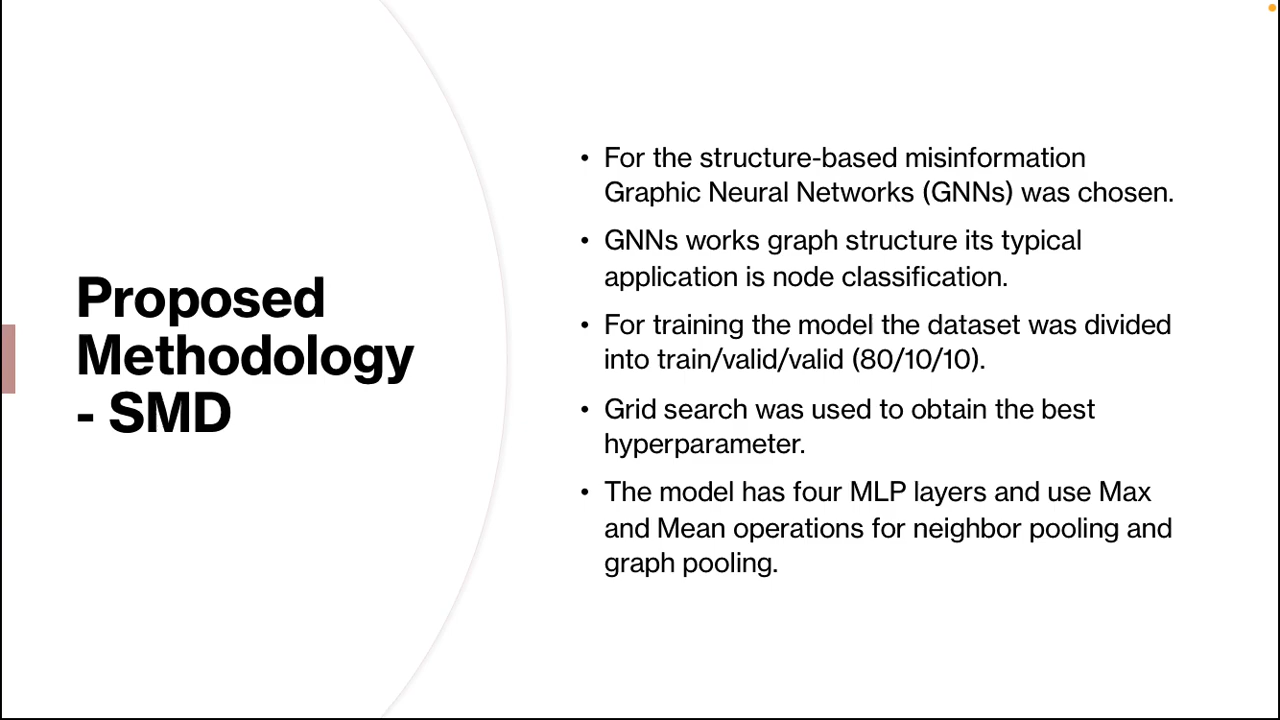 Proposed
Methodology
- SMD
• For the structure-based misinformation
Graphic Neural Networks (GNNs) was chosen.
• GNNs works graph structure its typical
application is node classification.
• For training the model the dataset was divided
into train/valid/valid (80/10/10).
• Grid search was used to obtain the best
hyperparameter.
• The model has four MLP layers and use Max
and Mean operations for neighbor pooling and
graph pooling.